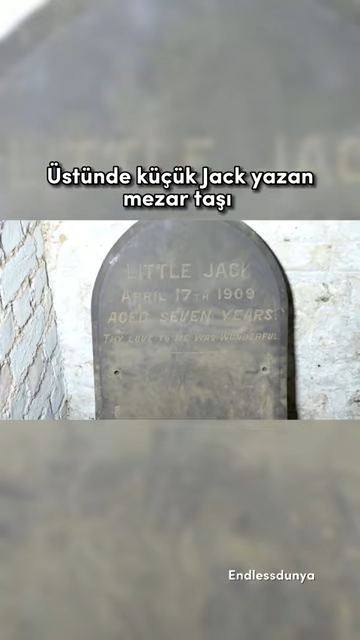 Üstünde küçük Jack yazan
mezar taşı
LITTLE JACK
APRIL 17TH 1909
AGED SEVEN YEARS.
THY LOVE TO ME WAS WONDERFUL
Endlessdunya